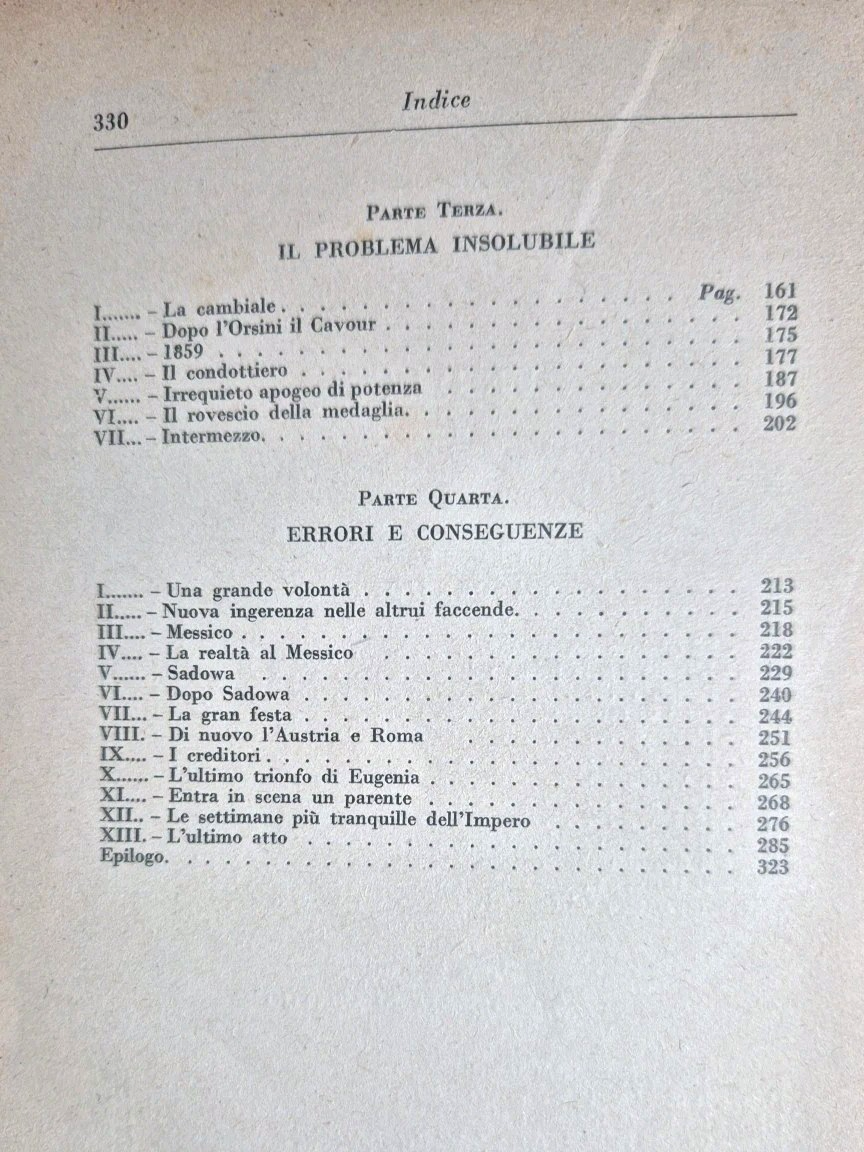 330
Indice
Parte Terza.
IL PROBLEMA INSOLUBILE
I....... – La cambiale. . . . . . . . . . . . . . . . . . . Pag. 161
II..... – Dopo l'Orsini il Cavour . . . . . . . . . . . . . . . . 172
III.... – 1859 . . . . . . . . . . . . . . . . . . . . . . . . 175
IV.... – Il condottiero . . . . . . . . . . . . . . . . . . . . 177
V...... – Irrequieto apogeo di potenza . . . . . . . . . . . . . 187
VI.... – Il rovescio della medaglia. . . . . . . . . . . . . . . 196
VII... – Intermezzo. . . . . . . . . . . . . . . . . . . . . . 202
Parte Quarta.
ERRORI E CONSEGUENZE
I....... – Una grande volontà . . . . . . . . . . . . . . . . . . 213
II..... – Nuova ingerenza nelle altrui faccende. . . . . . . . . . 215
III.... – Messico . . . . . . . . . . . . . . . . . . . . . . . 218
IV.... – La realtà al Messico . . . . . . . . . . . . . . . . . 222
V...... – Sadowa . . . . . . . . . . . . . . . . . . . . . . . 229
VI.... – Dopo Sadowa . . . . . . . . . . . . . . . . . . . . . 240
VII... – La gran festa . . . . . . . . . . . . . . . . . . . . 244
VIII. – Di nuovo l'Austria e Roma . . . . . . . . . . . . . 251
IX.... – I creditori . . . . . . . . . . . . . . . . . . . . . . 256
X...... – L'ultimo trionfo di Eugenia . . . . . . . . . . . . . . 265
XI.... – Entra in scena un parente . . . . . . . . . . . . . . 268
XII.. – Le settimane più tranquille dell'Impero . . . . . . . . . 276
XIII. – L'ultimo atto . . . . . . . . . . . . . . . . . . . . 285
Epilogo. . . . . . . . . . . . . . . . . . . . . . . . . . 323